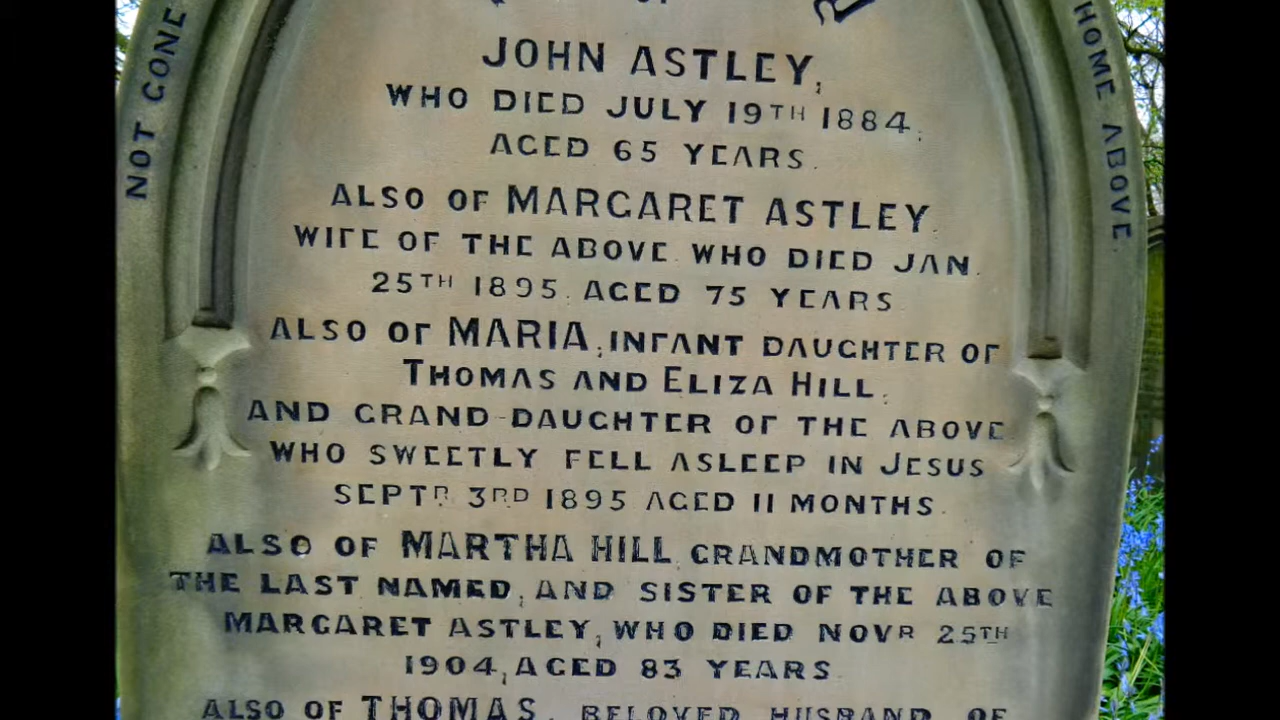 NOT GONE
HOME ABOVE.
JOHN ASTLEY,
WHO DIED JULY 19TH 1884,
AGED 65 YEARS.
ALSO OF MARGARET ASTLEY.
WIFE OF THE ABOVE WHO DIED JAN.
25TH 1895. AGED 75 YEARS
ALSO OF MARIA, INFANT DAUGHTER OF
THOMAS AND ELIZA HILL,
AND GRAND-DAUGHTER OF THE ABOVE
WHO SWEETLY FELL ASLEEP IN JESUS
SEPTR 3RD 1895 AGED 11 MONTHS.
ALSO OF MARTHA HILL, GRANDMOTHER OF
THE LAST NAMED, AND SISTER OF THE ABOVE
MARGARET ASTLEY, WHO DIED NOVR 25TH
1904, AGED 83 YEARS.
ALSO OF THOMAS, BELOVED HUSBAND OF